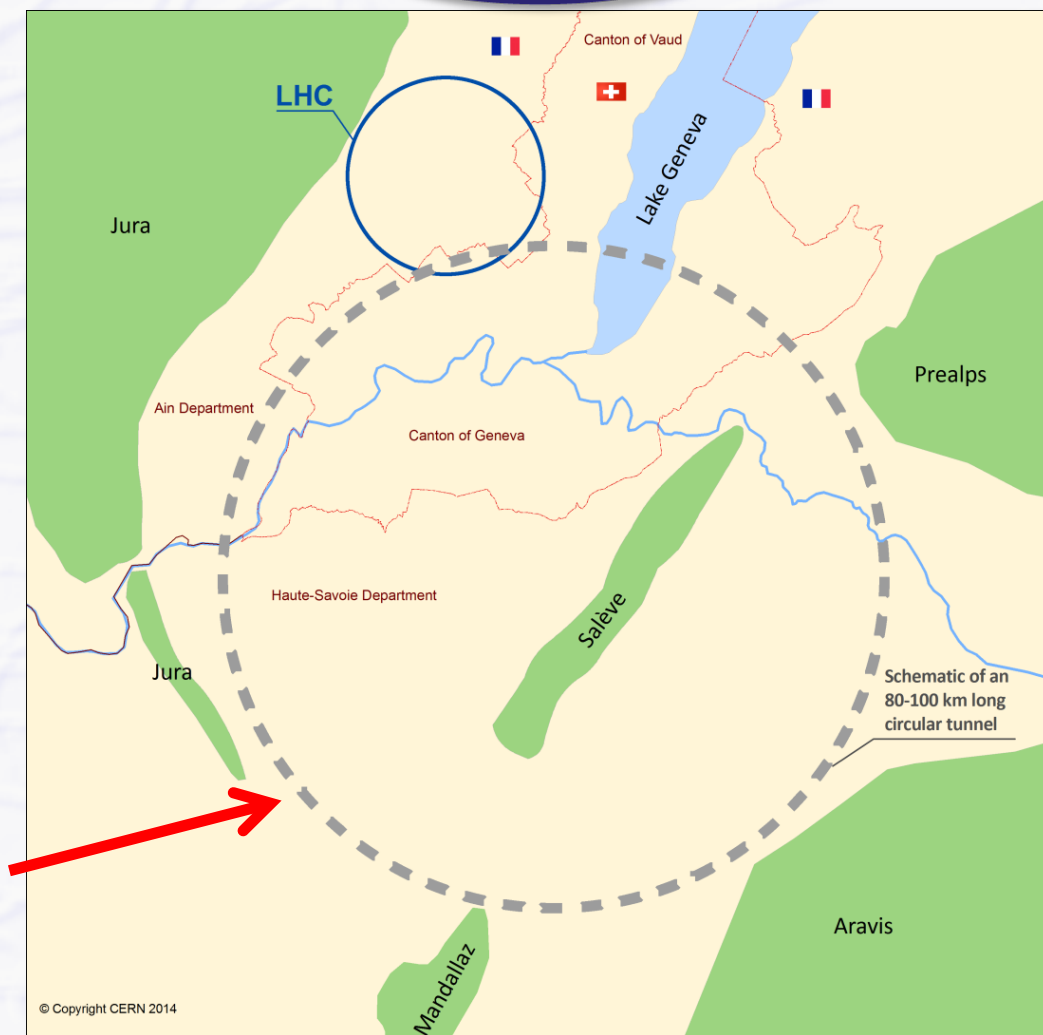 Canton of Vaud
LHC
Lake Geneva
Jura
Prealps
Ain Department
Canton of Geneva
Haute-Savoie Department
Salève
Jura
Schematic of an
80-100 km long
circular tunnel
Aravis
Mandallaz
© Copyright CERN 2014